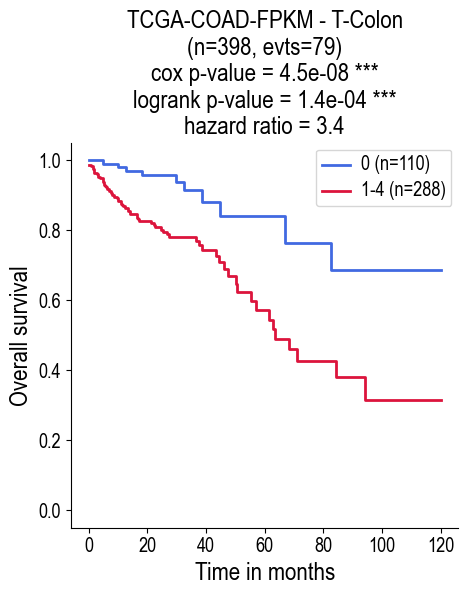 TCGA-COAD-FPKM - T-Colon
(n=398, evts=79)
cox p-value = 4.5e-08 ***
logrank p-value = 1.4e-04 ***
hazard ratio = 3.4
0 (n=110)
1-4 (n=288)
Overall survival
1.0
0.8
0.6
0.4
0.2
0.0
0 20 40 60 80 100 120
Time in months